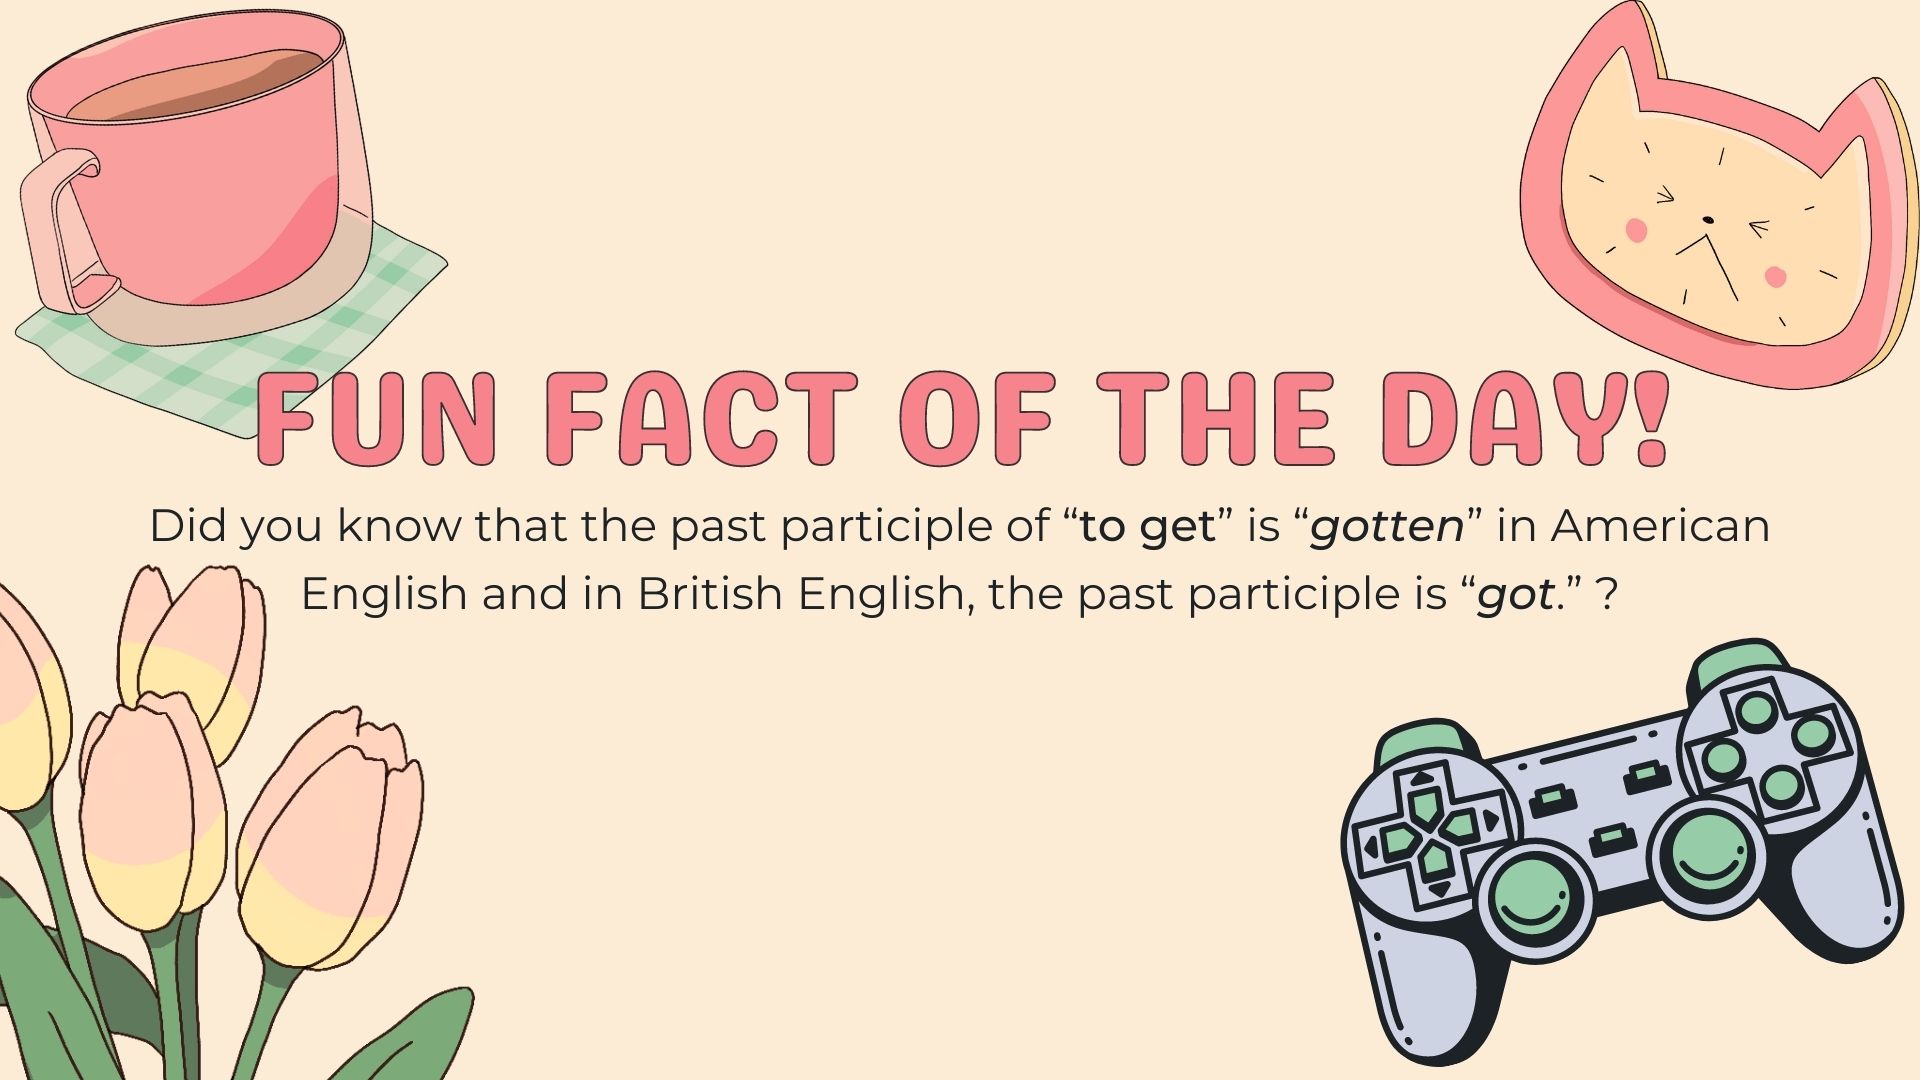 FUN FACT OF THE DAY!
Did you know that the past participle of “to get” is “gotten” in American
English and in British English, the past participle is “got.” ?